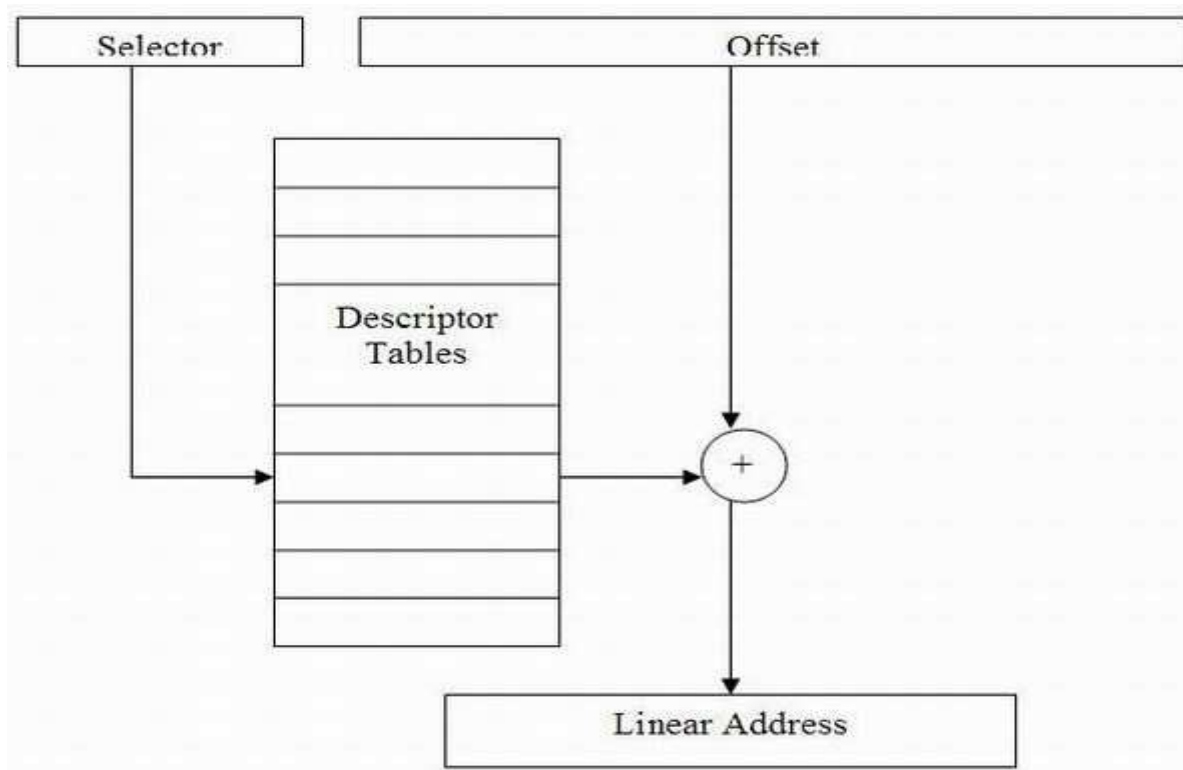 Selector
Offset
Descriptor
Tables
+
Linear Address